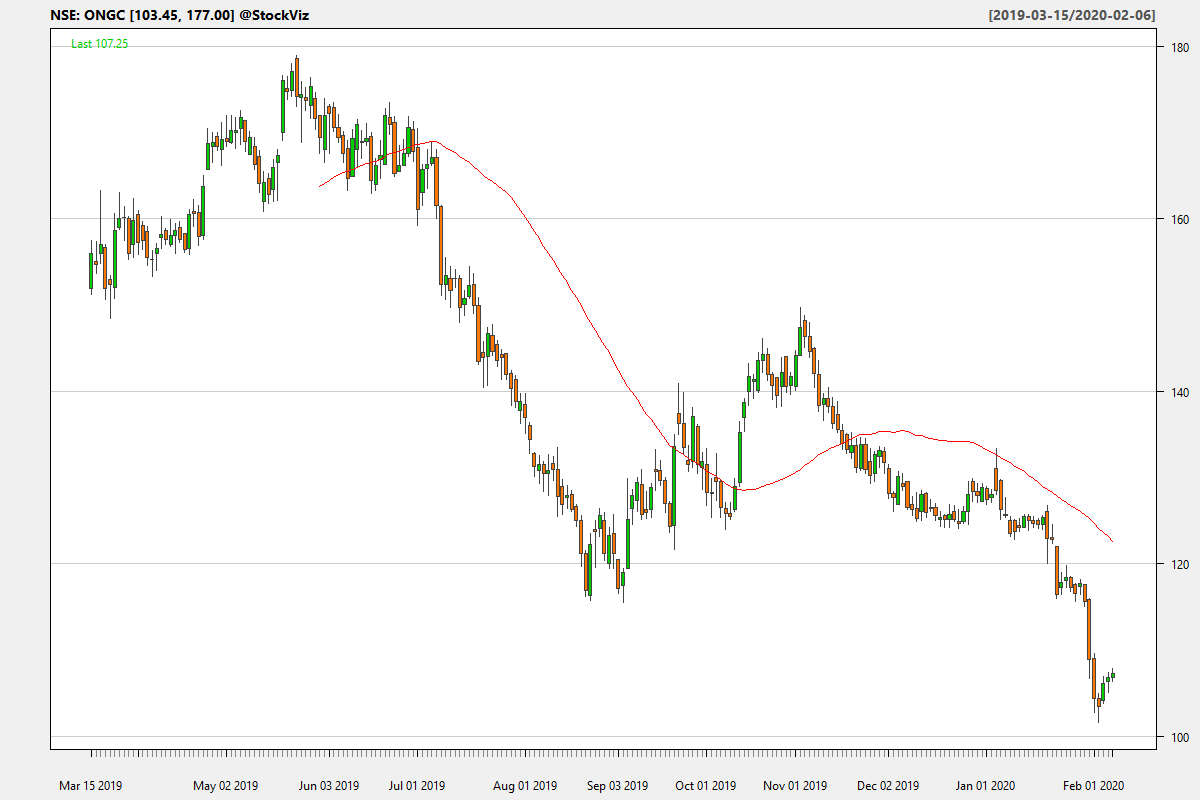 NSE: ONGC [103.45, 177.00] @StockViz [2019-03-15/2020-02-06]
Last 107.25
180
160
140
120
100
Mar 15 2019 May 02 2019 Jun 03 2019 Jul 01 2019 Aug 01 2019 Sep 03 2019 Oct 01 2019 Nov 01 2019 Dec 02 2019 Jan 01 2020 Feb 01 2020